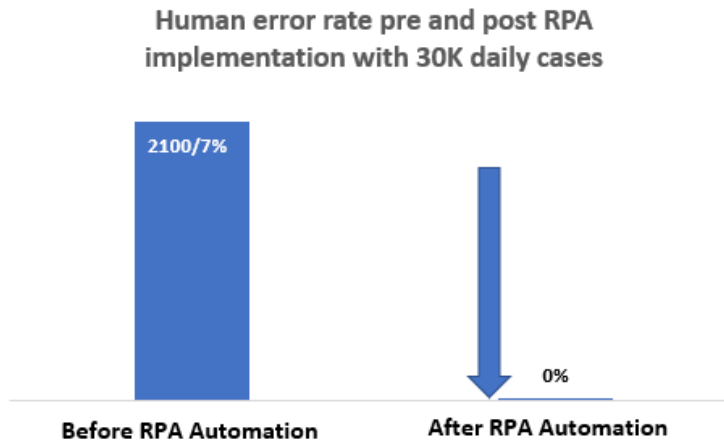 Human error rate pre and post RPA
implementation with 30K daily cases
2100/7%
0%
Before RPA Automation
After RPA Automation